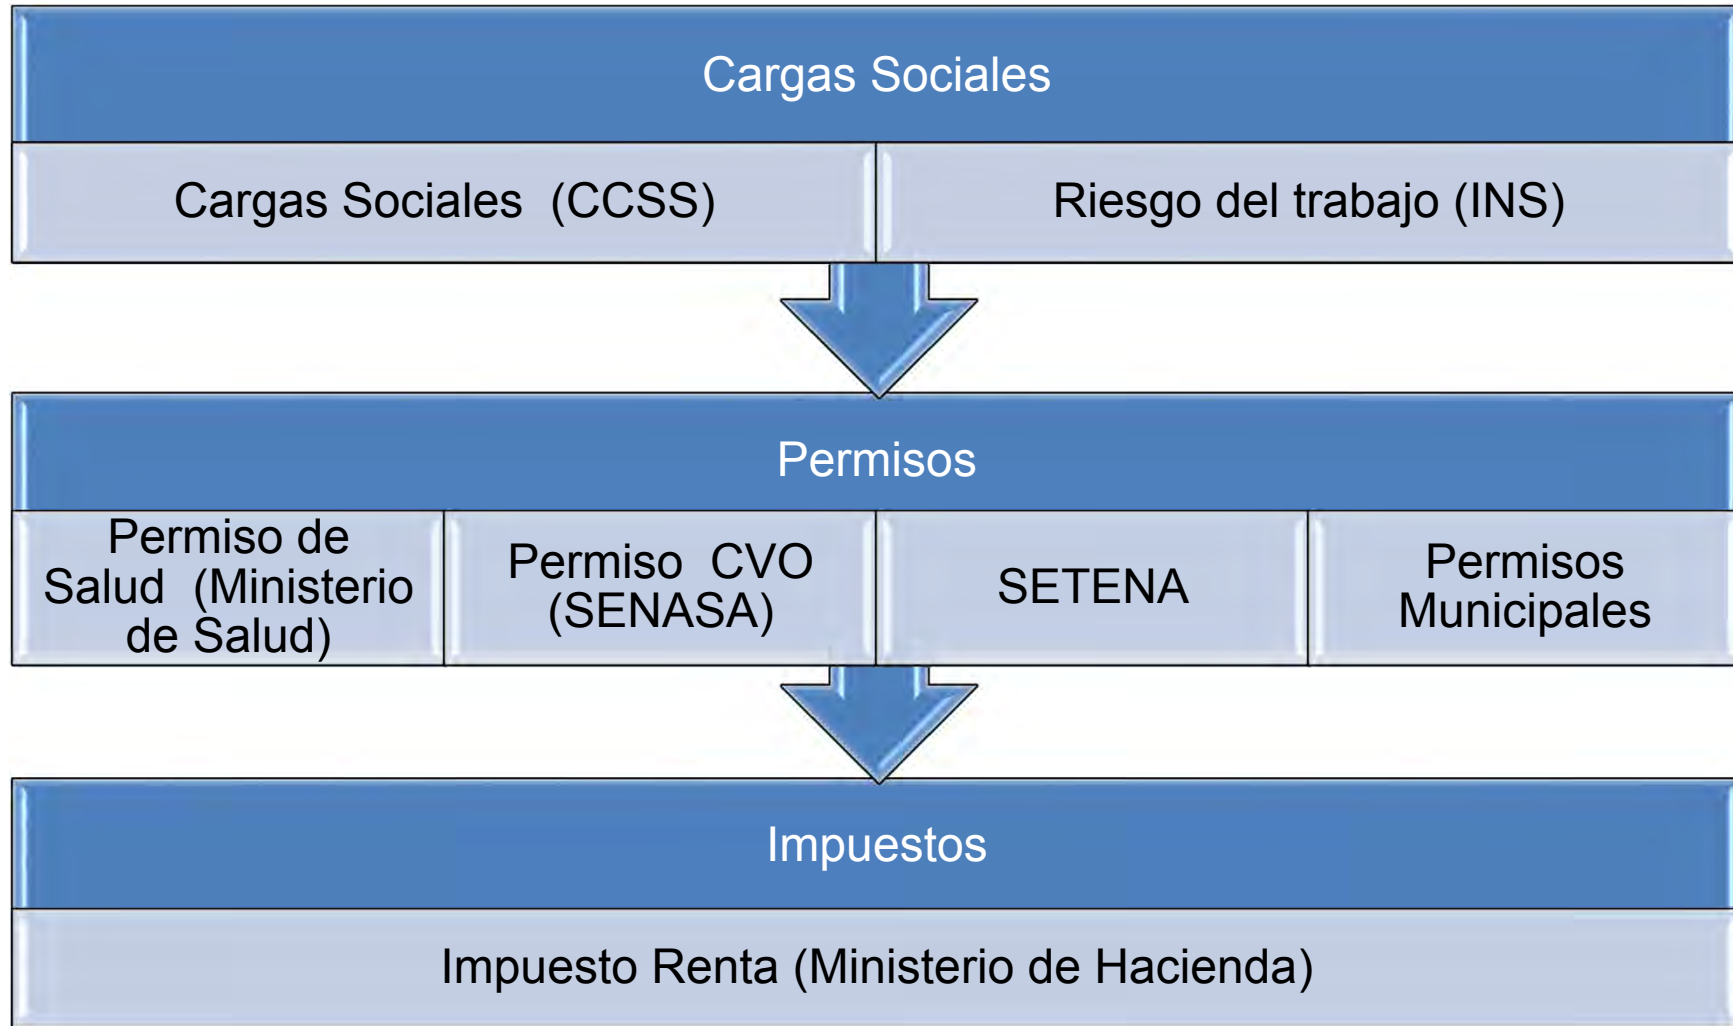 Cargas Sociales
Cargas Sociales (CCSS)
Riesgo del trabajo (INS)
Permisos
Permiso de
Salud (Ministerio
de Salud)
Permiso CVO
(SENASA)
SETENA
Permisos
Municipales
Impuestos
Impuesto Renta (Ministerio de Hacienda)